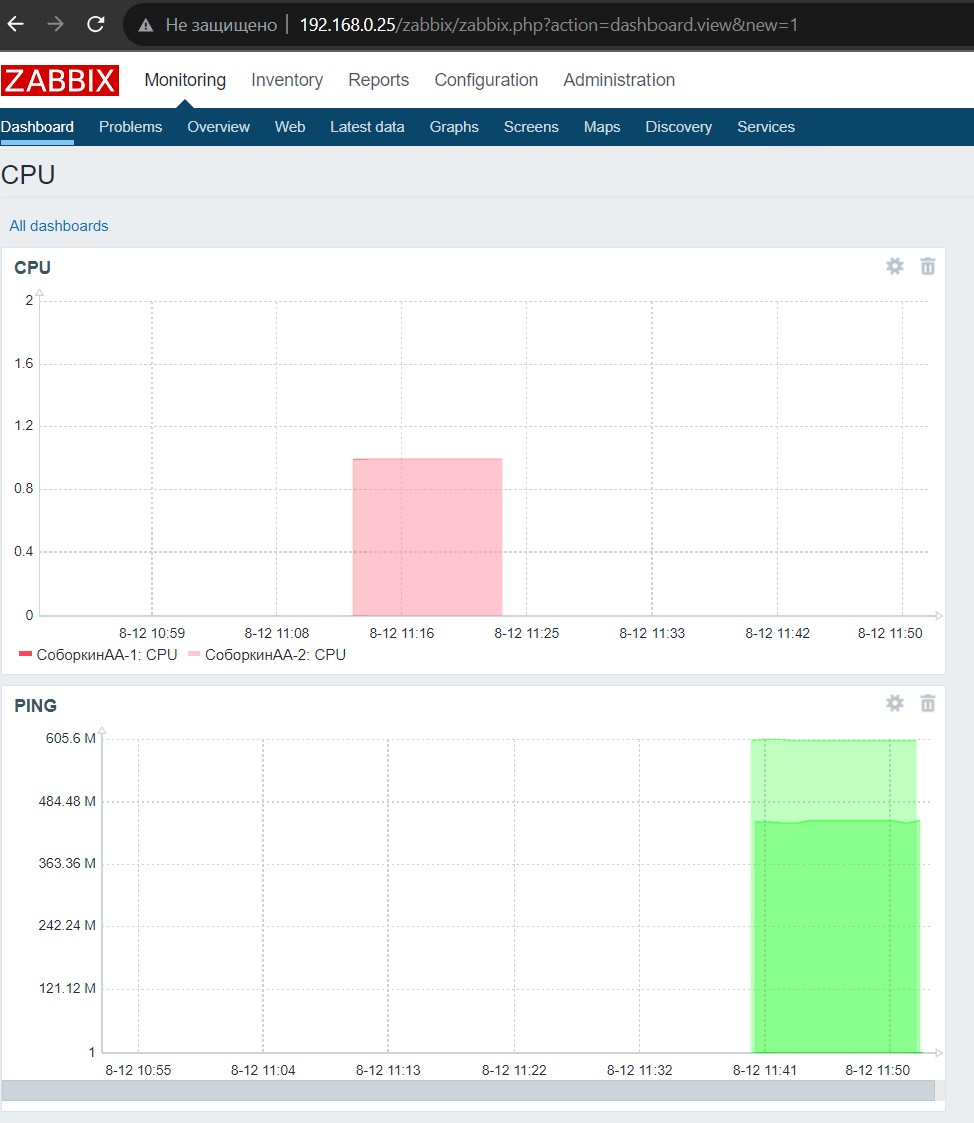 Не защищено | 192.168.0.25/zabbix/zabbix.php?action=dashboard.view&new=1
ZABBIX Monitoring Inventory Reports Configuration Administration
Dashboard Problems Overview Web Latest data Graphs Screens Maps Discovery Services
CPU
All dashboards
CPU
2
1.6
1.2
0.8
0.4
0
8-12 10:59 8-12 11:08 8-12 11:16 8-12 11:25 8-12 11:33 8-12 11:42 8-12 11:50
СоборкинАА-1: CPU СоборкинАА-2: CPU
PING
605.6 M
484.48 M
363.36 M
242.24 M
121.12 M
1
8-12 10:55 8-12 11:04 8-12 11:13 8-12 11:22 8-12 11:32 8-12 11:41 8-12 11:50